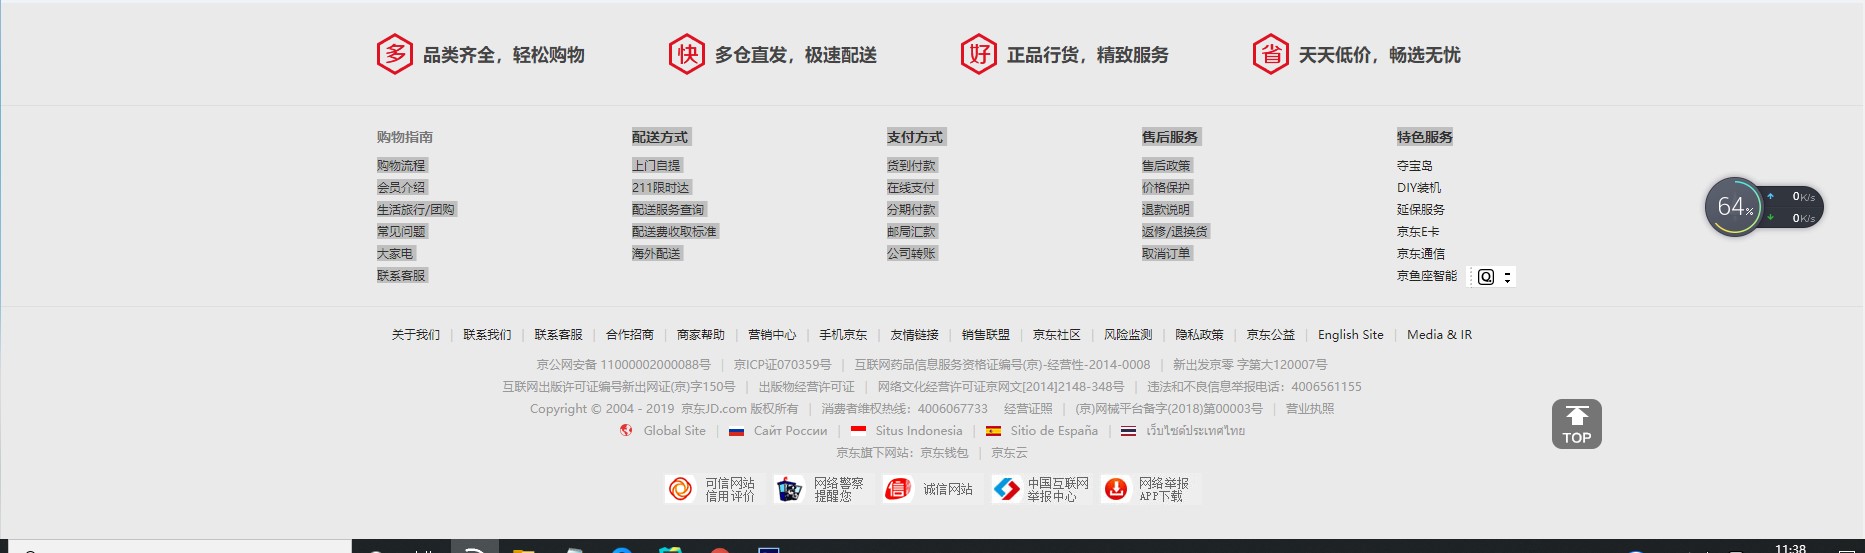 多 品类齐全，轻松购物 快 多仓直发，极速配送 好 正品行货，精致服务 省 天天低价，畅选无忧
购物指南
购物流程
会员介绍
生活旅行/团购
常见问题
大家电
联系客服
配送方式
上门自提
211限时达
配送服务查询
配送费收取标准
海外配送
支付方式
货到付款
在线支付
分期付款
邮局汇款
公司转账
售后服务
售后政策
价格保护
退款说明
返修/退换货
取消订单
特色服务
夺宝岛
DIY装机
延保服务
京东E卡
京东通信
京鱼座智能
64%
0K/s
0K/s
关于我们 | 联系我们 | 联系客服 | 合作招商 | 商家帮助 | 营销中心 | 手机京东 | 友情链接 | 销售联盟 | 京东社区 | 风险监测 | 隐私政策 | 京东公益 | English Site | Media & IR
京公网安备 11000002000088号 | 京ICP证070359号 | 互联网药品信息服务资格证编号(京)-经营性-2014-0008 | 新出发京零 字第大120007号
互联网出版许可证编号新出网证(京)字150号 | 出版物经营许可证 | 网络文化经营许可证京网文[2014]2148-348号 | 违法和不良信息举报电话：4006561155
Copyright © 2004 - 2019 京东JD.com 版权所有 | 消费者维权热线：4006067733 经营证照 | (京)网械平台备字(2018)第00003号 | 营业执照
Global Site | Сайт России | Situs Indonesia | Sitio de España | เว็บไซต์ประเทศไทย
京东旗下网站：京东钱包 | 京东云
TOP
可信网站
信用评价
网络警察
提醒您
信 诚信网站
中国互联网
举报中心
网络举报
APP下载
11:38